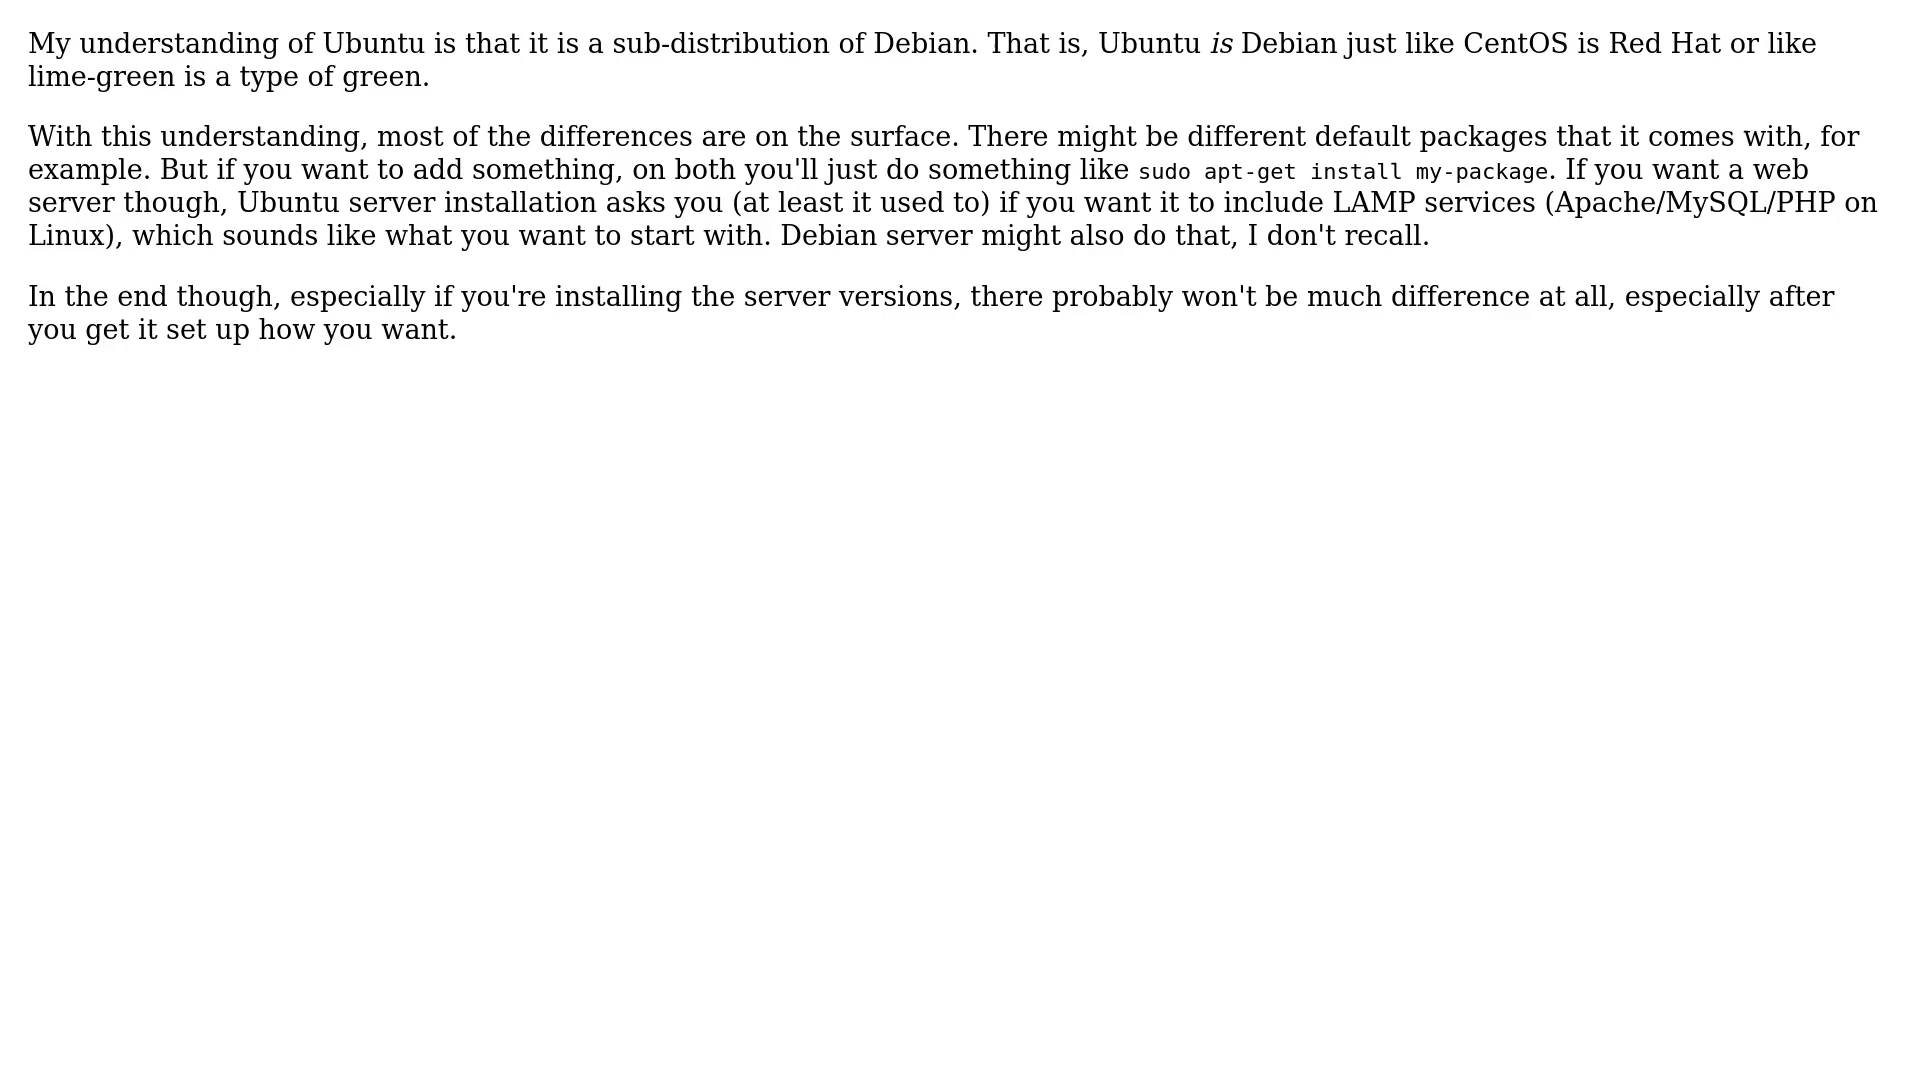 My understanding of Ubuntu is that it is a sub-distribution of Debian. That is, Ubuntu is Debian just like CentOS is Red Hat or like
lime-green is a type of green.
With this understanding, most of the differences are on the surface. There might be different default packages that it comes with, for
example. But if you want to add something, on both you'll just do something like sudo apt-get install my-package. If you want a web
server though, Ubuntu server installation asks you (at least it used to) if you want it to include LAMP services (Apache/MySQL/PHP on
Linux), which sounds like what you want to start with. Debian server might also do that, I don't recall.
In the end though, especially if you're installing the server versions, there probably won't be much difference at all, especially after
you get it set up how you want.